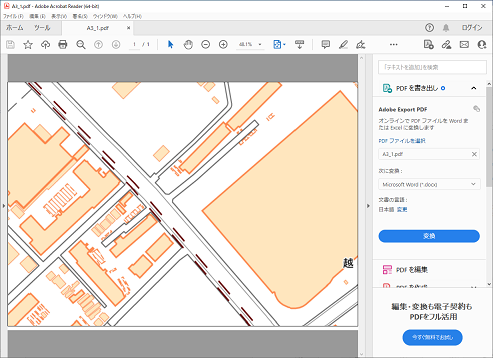 A3_1.pdf - Adobe Acrobat Reader (64-bit)
ファイル(F) 編集(E) 表示(V) 署名(S) ウィンドウ(W) ヘルプ(H)
ホーム ツール A3_1.pdf × ログイン
1 / 1 48.1%
「テキストを追加」を検索
PDF を書き出し
Adobe Export PDF
オンラインで PDF ファイルを Word または Excel に変換します
PDF ファイルを選択
A3_1.pdf ×
次に変換 :
Microsoft Word (*.docx)
文書の言語 :
日本語 変更
変換
PDF を編集
PDF を作成
編集・変換も電子契約も
PDFをフル活用
今すぐ無料でお試し
越